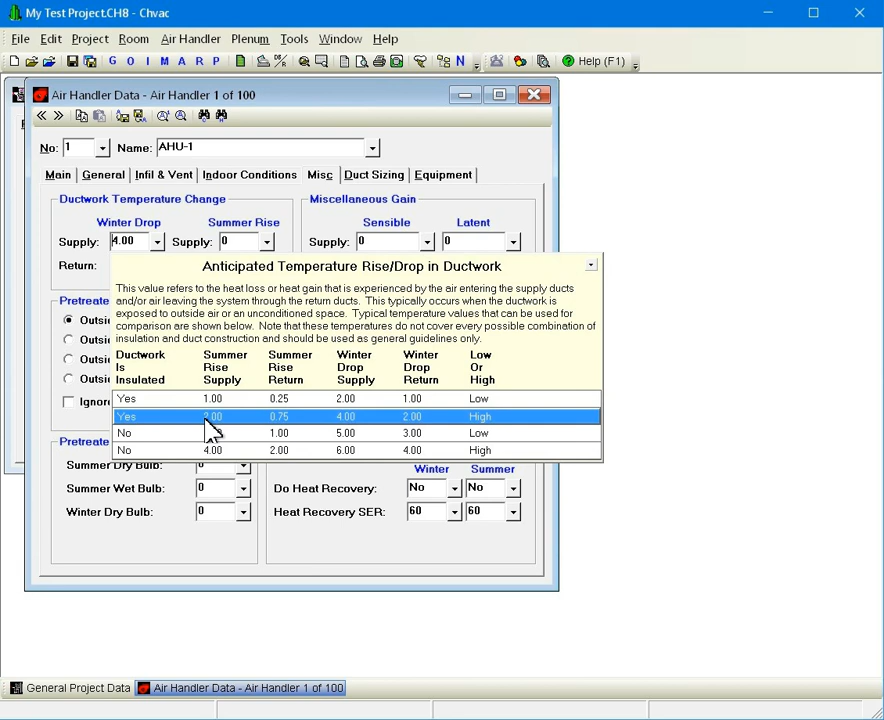 My Test Project.CH8 - Chvac
File Edit Project Room Air Handler Plenum Tools Window Help
G O I M A R P N Help (F1)
Air Handler Data - Air Handler 1 of 100
No: 1 Name: AHU-1
Main General Infil & Vent Indoor Conditions Misc Duct Sizing Equipment
Ductwork Temperature Change Miscellaneous Gain
Winter Drop Summer Rise Sensible Latent
Supply: 4.00 Supply: 0 Supply: 0 0
Return:
Anticipated Temperature Rise/Drop in Ductwork
This value refers to the heat loss or heat gain that is experienced by the air entering the supply ducts
and/or air leaving the system through the return ducts. This typically occurs when the ductwork is
exposed to outside air or an unconditioned space. Typical temperature values that can be used for
comparison are shown below. Note that these temperatures do not cover every possible combination of
insulation and duct construction and should be used as general guidelines only.
Ductwork Summer Summer Winter Winter Low
Is Rise Rise Drop Drop Or
Insulated Supply Return Supply Return High
Yes 1.00 0.25 2.00 1.00 Low
Yes 2.00 0.75 4.00 2.00 High
No 1.00 5.00 3.00 Low
No 4.00 2.00 6.00 4.00 High
Pretreate
Outsi
Outsi
Outsi
Outsi
Ignor
Pretreate
Summer Dry Bulb: 0
Summer Wet Bulb: 0
Winter Dry Bulb: 0
Winter Summer
Do Heat Recovery: No No
Heat Recovery SER: 60 60
General Project Data Air Handler Data - Air Handler 1 of 100